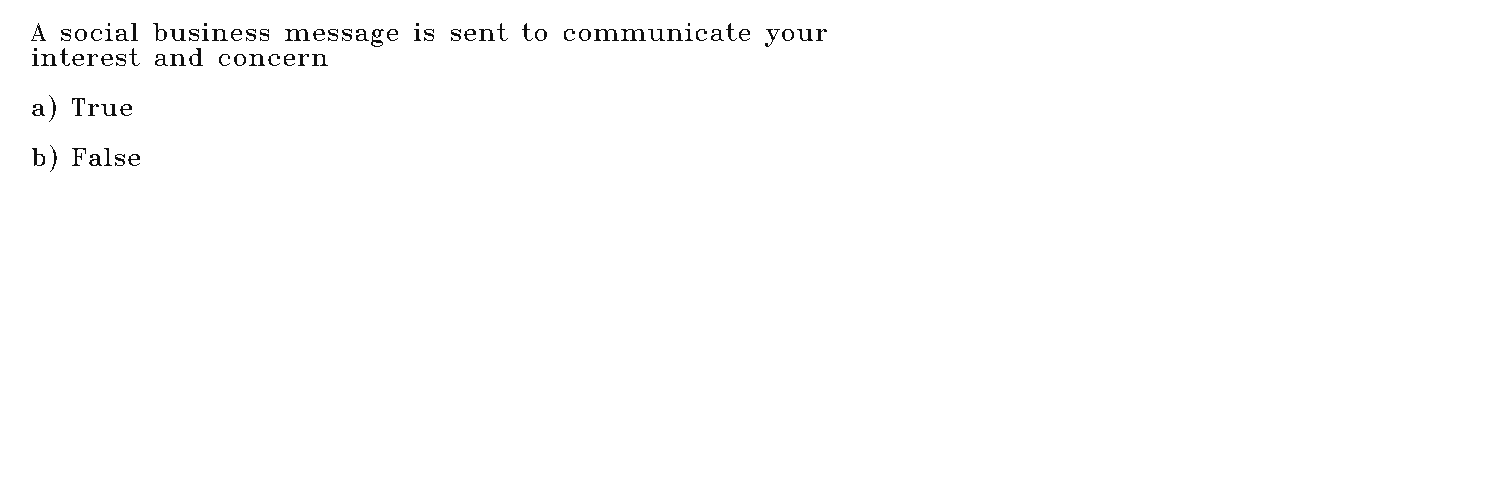 A social business message is sent to communicate your
interest and concern
a) True
b) False